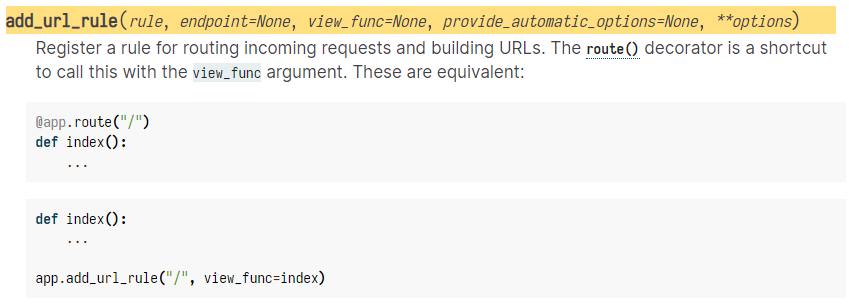 add_url_rule(rule, endpoint=None, view_func=None, provide_automatic_options=None, **options)
Register a rule for routing incoming requests and building URLs. The route() decorator is a shortcut
to call this with the view_func argument. These are equivalent:
@app.route("/")
def index():
    ...
def index():
    ...
app.add_url_rule("/", view_func=index)